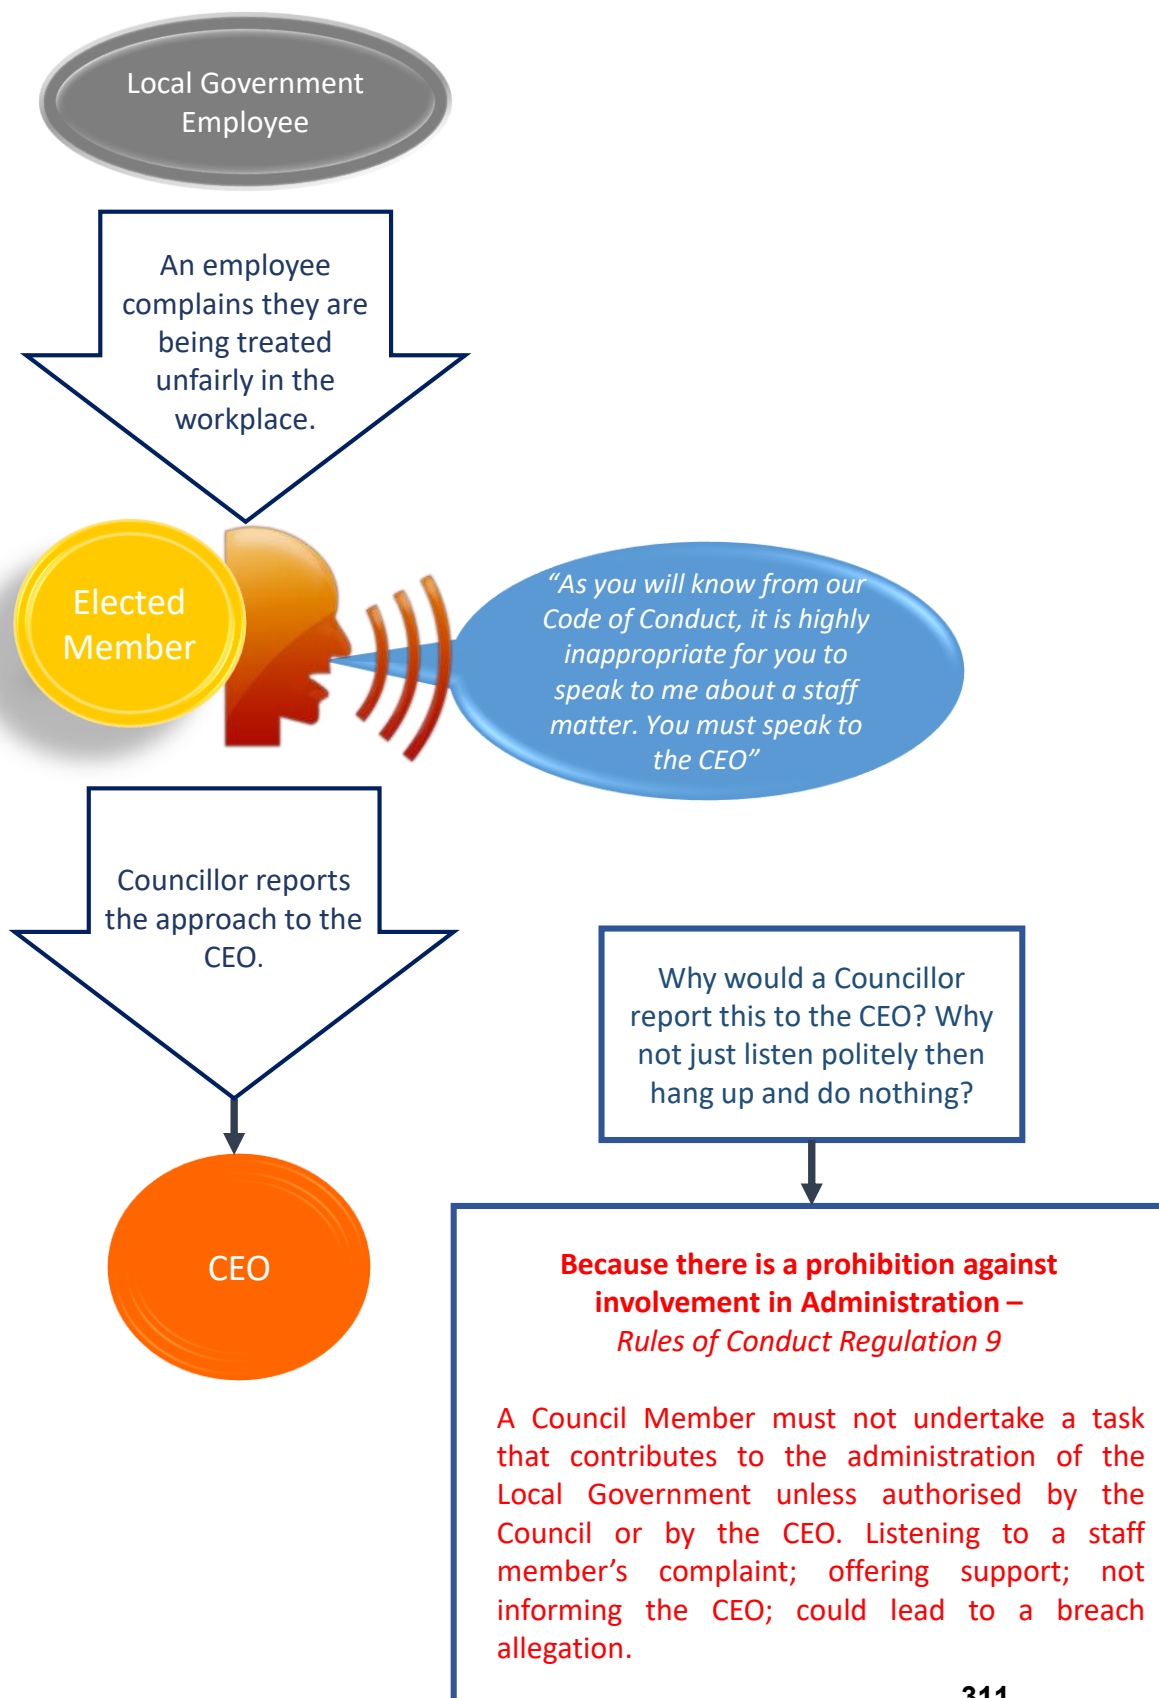 Local Government
Employee
An employee
complains they are
being treated
unfairly in the
workplace.
Elected
Member
“As you will know from our
Code of Conduct, it is highly
inappropriate for you to
speak to me about a staff
matter. You must speak to
the CEO”
Councillor reports
the approach to the
CEO.
CEO
Why would a Councillor
report this to the CEO? Why
not just listen politely then
hang up and do nothing?
Because there is a prohibition against
involvement in Administration –
Rules of Conduct Regulation 9
A Council Member must not undertake a task
that contributes to the administration of the
Local Government unless authorised by the
Council or by the CEO. Listening to a staff
member’s complaint; offering support; not
informing the CEO; could lead to a breach
allegation.
311